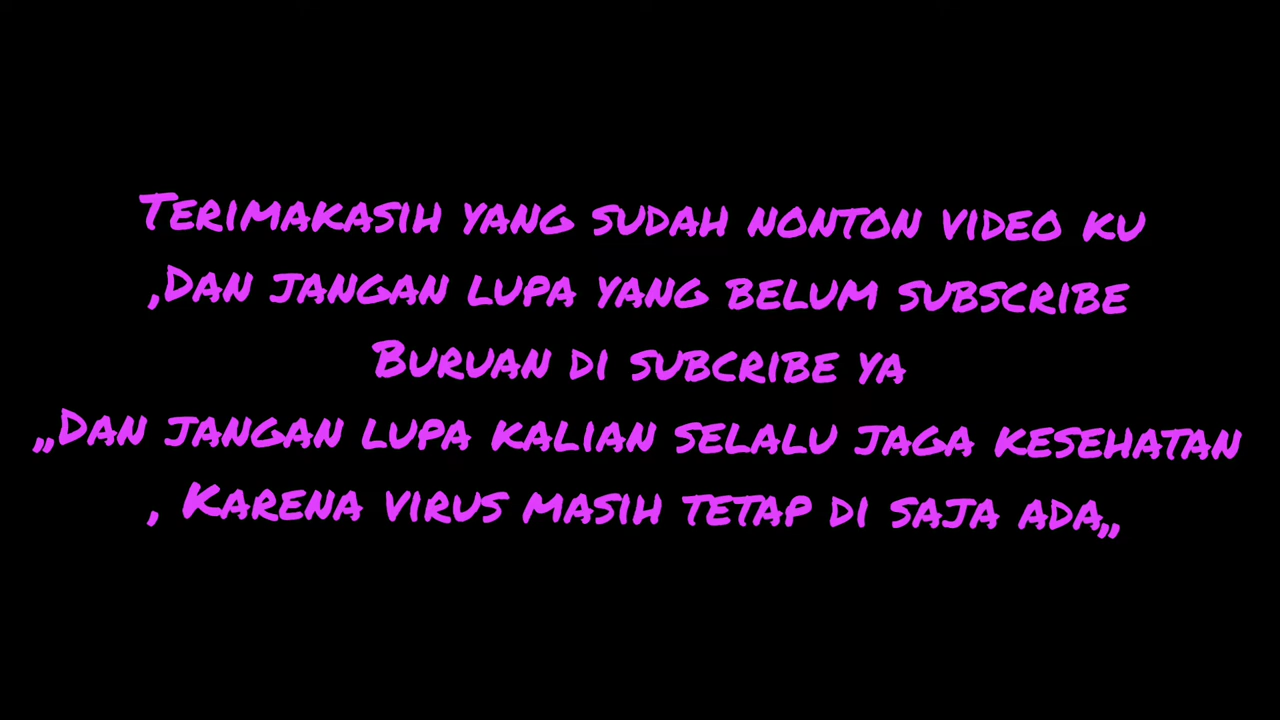 Terimakasih yang sudah nonton video ku
,Dan jangan lupa yang belum subscribe
Buruan di subcribe ya
,,Dan jangan lupa kalian selalu jaga kesehatan
, Karena virus masih tetap di saja ada,,